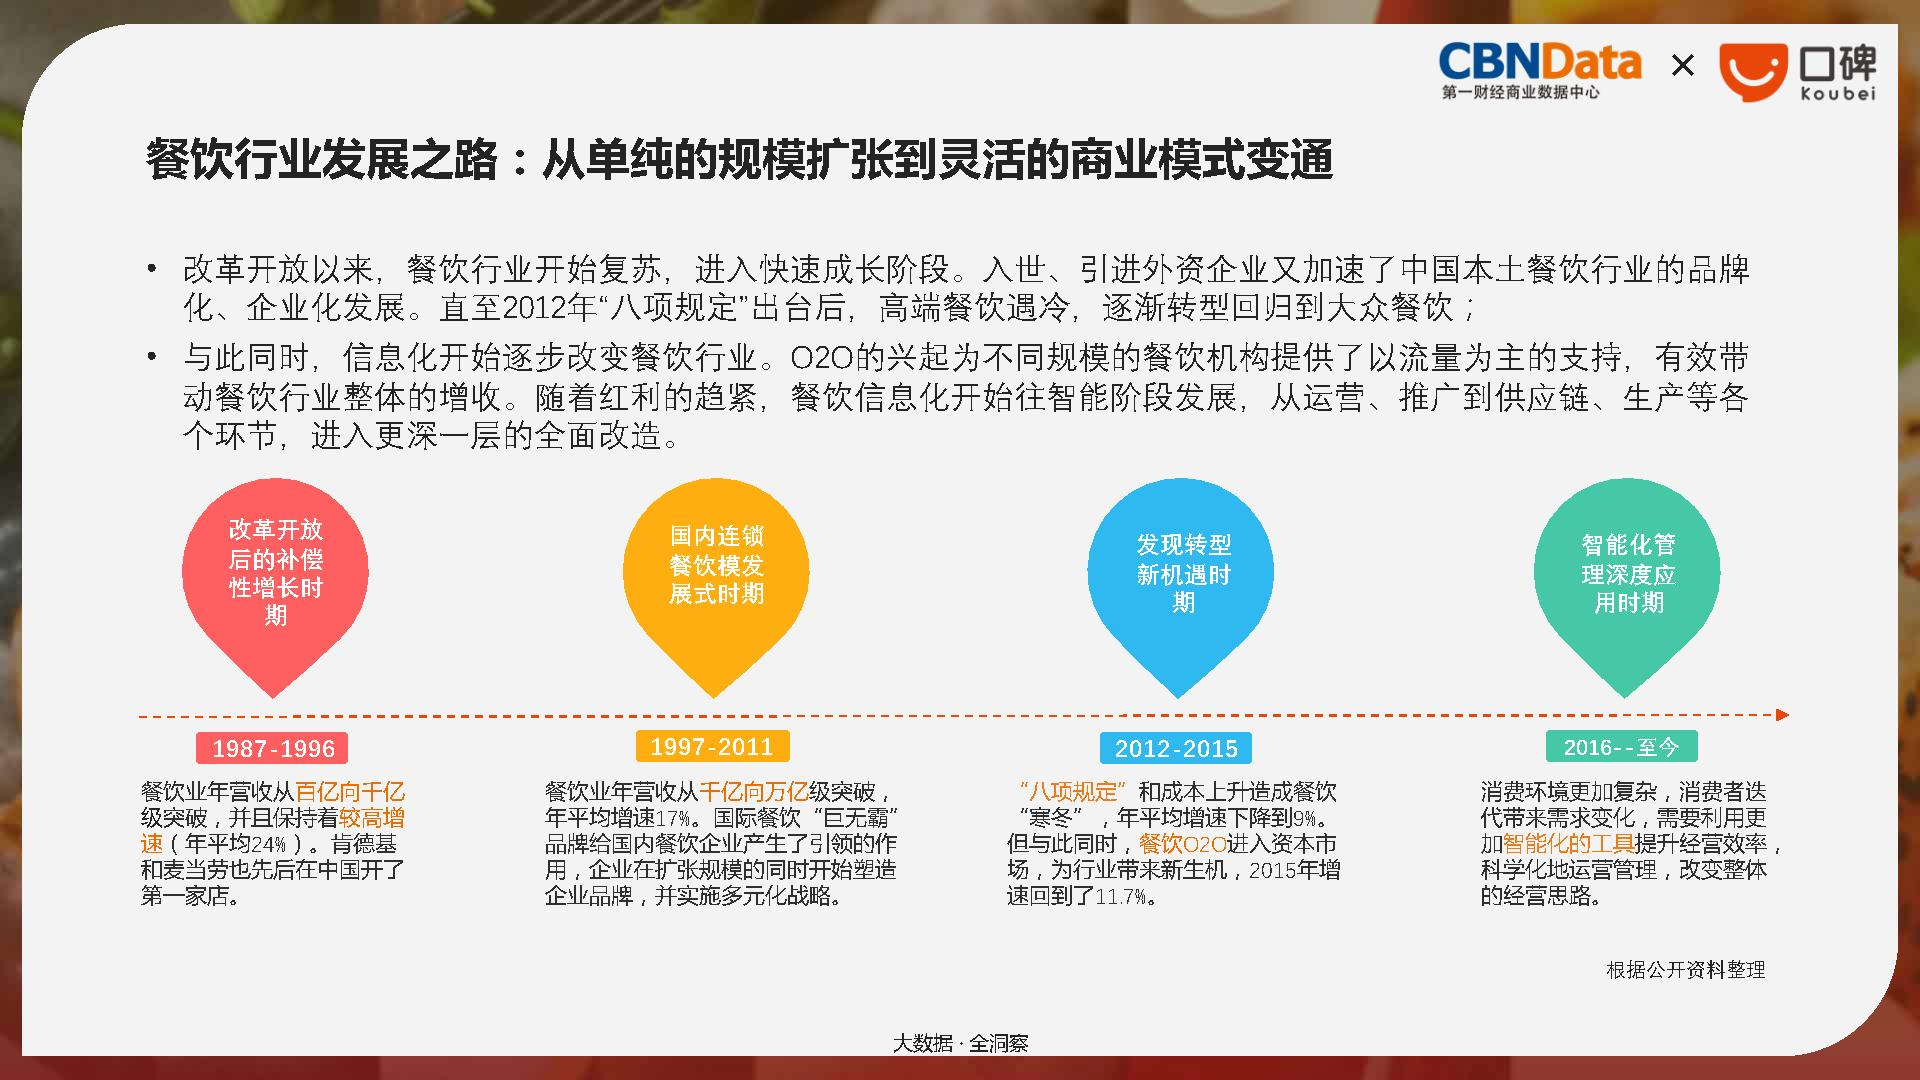 CBNData × 口碑
第一财经商业数据中心 Koubei
餐饮行业发展之路：从单纯的规模扩张到灵活的商业模式变通
• 改革开放以来，餐饮行业开始复苏，进入快速成长阶段。入世、引进外资企业又加速了中国本土餐饮行业的品牌
化、企业化发展。直至2012年“八项规定”出台后，高端餐饮遇冷，逐渐转型回归到大众餐饮；
• 与此同时，信息化开始逐步改变餐饮行业。O2O的兴起为不同规模的餐饮机构提供了以流量为主的支持，有效带
动餐饮行业整体的增收。随着红利的趋紧，餐饮信息化开始往智能阶段发展，从运营、推广到供应链、生产等各
个环节，进入更深一层的全面改造。
改革开放
后的补偿
性增长时
期
国内连锁
餐饮模发
展式时期
发现转型
新机遇时
期
智能化管
理深度应
用时期
1987-1996
餐饮业年营收从百亿向千亿
级突破，并且保持着较高增
速（年平均24%）。肯德基
和麦当劳也先后在中国开了
第一家店。
1997-2011
餐饮业年营收从千亿向万亿级突破，
年平均增速17%。国际餐饮“巨无霸”
品牌给国内餐饮企业产生了引领的作
用，企业在扩张规模的同时开始塑造
企业品牌，并实施多元化战略。
2012-2015
“八项规定”和成本上升造成餐饮
“寒冬”，年平均增速下降到9%。
但与此同时，餐饮O2O进入资本市
场，为行业带来新生机，2015年增
速回到了11.7%。
2016--至今
消费环境更加复杂，消费者迭
代带来需求变化，需要利用更
加智能化的工具提升经营效率，
科学化地运营管理，改变整体
的经营思路。
根据公开资料整理
大数据·全洞察